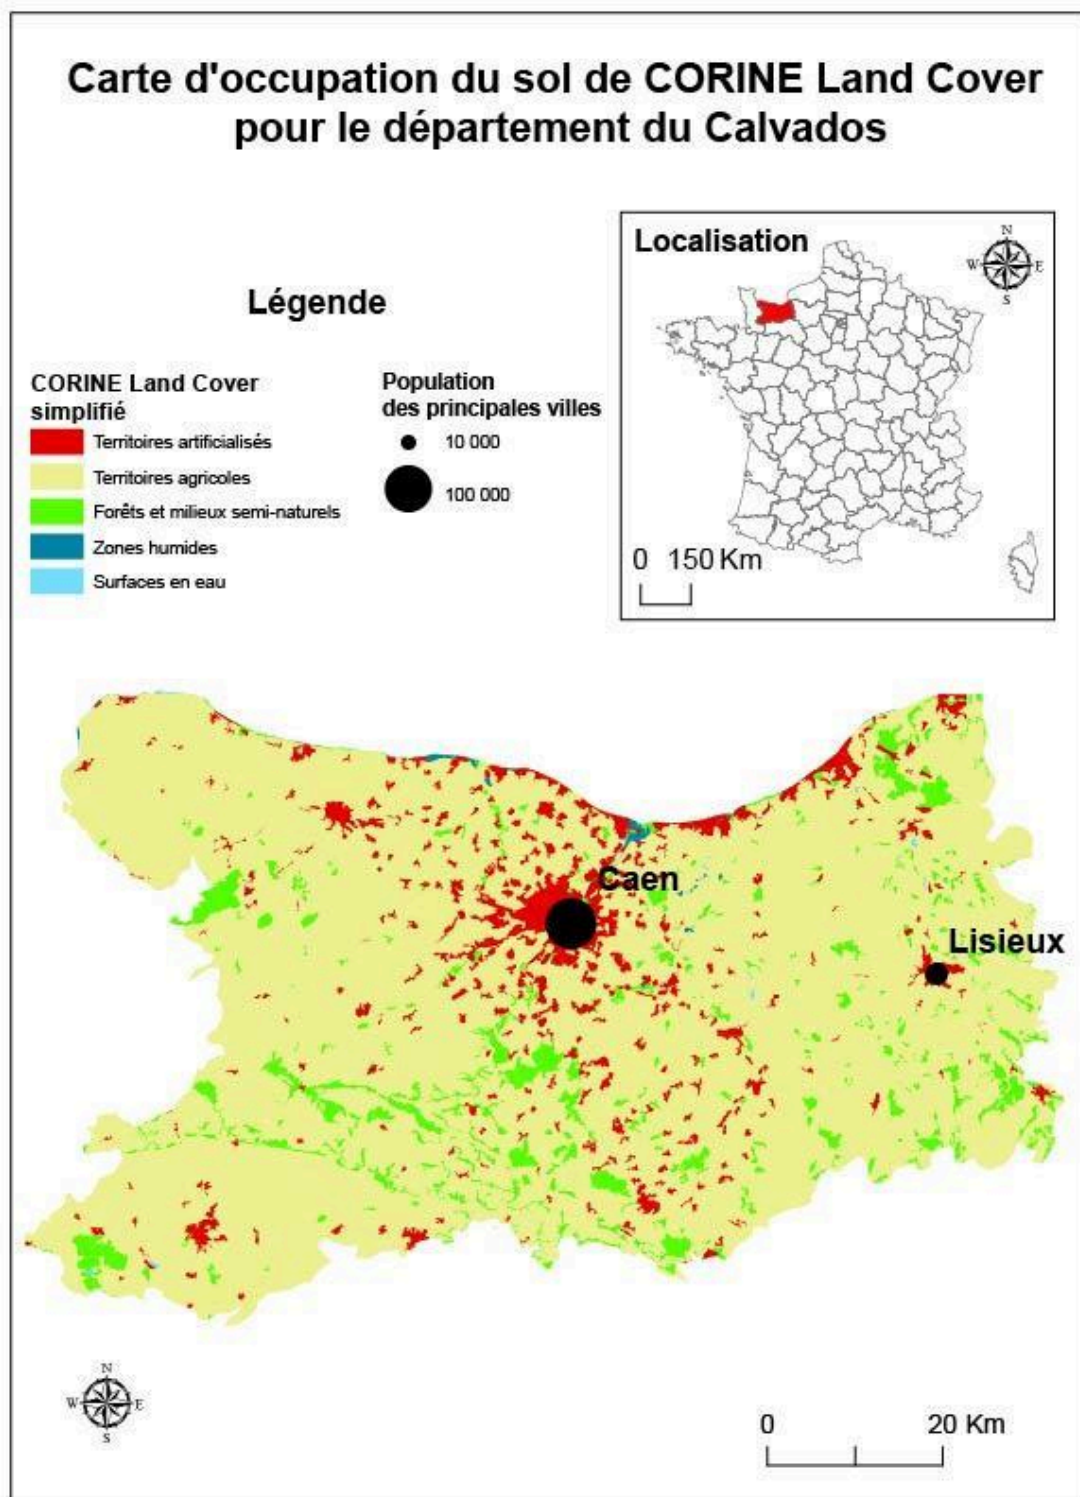 Carte d'occupation du sol de CORINE Land Cover
pour le département du Calvados
Localisation
N
W E
S
0 150 Km
Légende
CORINE Land Cover
simplifié
Territoires artificialisés
Territoires agricoles
Forêts et milieux semi-naturels
Zones humides
Surfaces en eau
Population
des principales villes
10 000
100 000
Caen
Lisieux
N
W E
S
0 20 Km